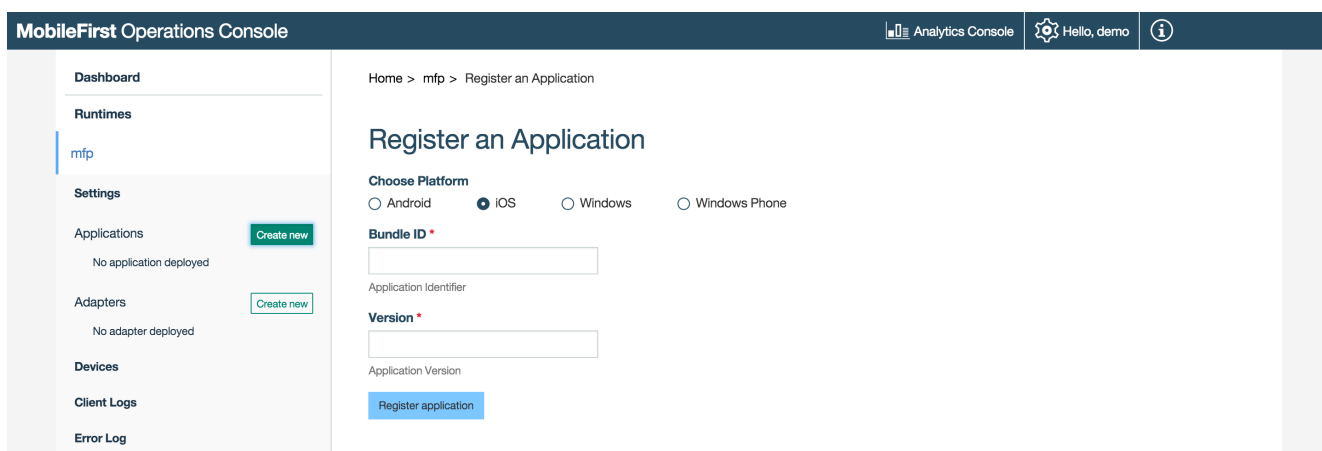 MobileFirst Operations Console
Analytics Console
Hello, demo
Dashboard
Runtimes
mfp
Settings
Applications Create new
No application deployed
Adapters Create new
No adapter deployed
Devices
Client Logs
Error Log
Home > mfp > Register an Application
Register an Application
Choose Platform
Android iOS Windows Windows Phone
Bundle ID *
Application Identifier
Version *
Application Version
Register application